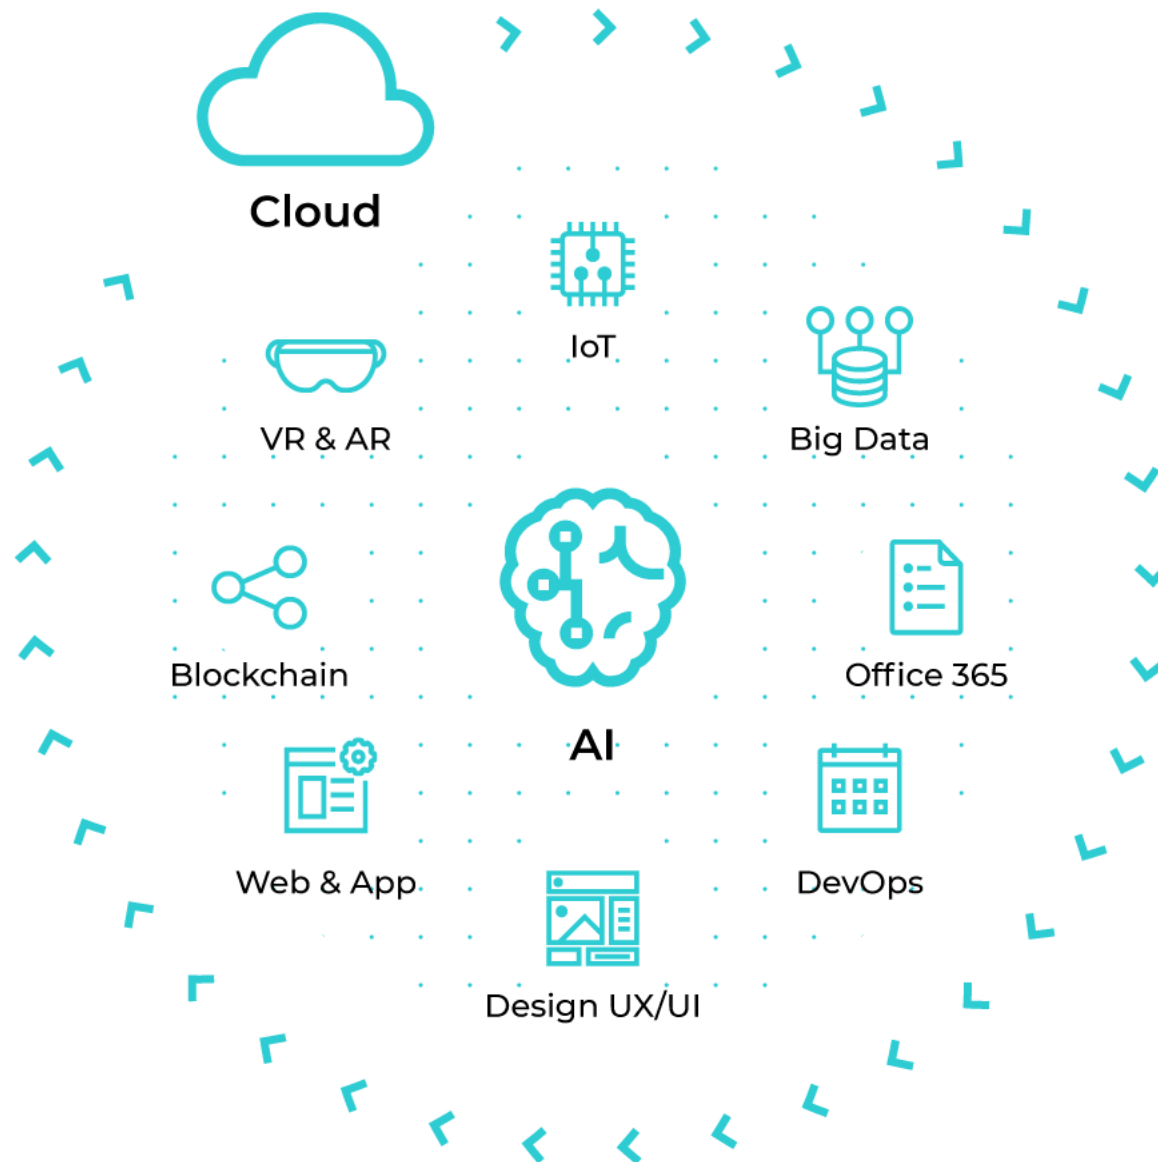 Cloud
IoT
VR & AR
Big Data
Blockchain
Office 365
AI
Web & App
DevOps
Design UX/UI